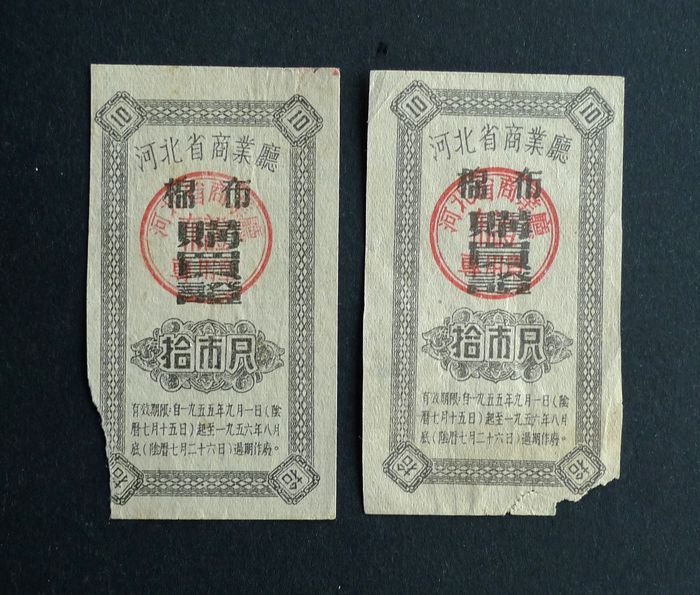 10 10
河北省商業廳
棉布
購買證
拾市尺
有效期限:自一九五五年九月一日(陰
曆七月十五日)起至一九五六年八月
底(陰曆七月二十六日)過期作廢。
拾
10 10
河北省商業廳
棉布
購買證
拾市尺
有效期限:自一九五五年九月一日(陰
曆七月十五日)起至一九五六年八月
底(陰曆七月二十六日)過期作廢。
拾